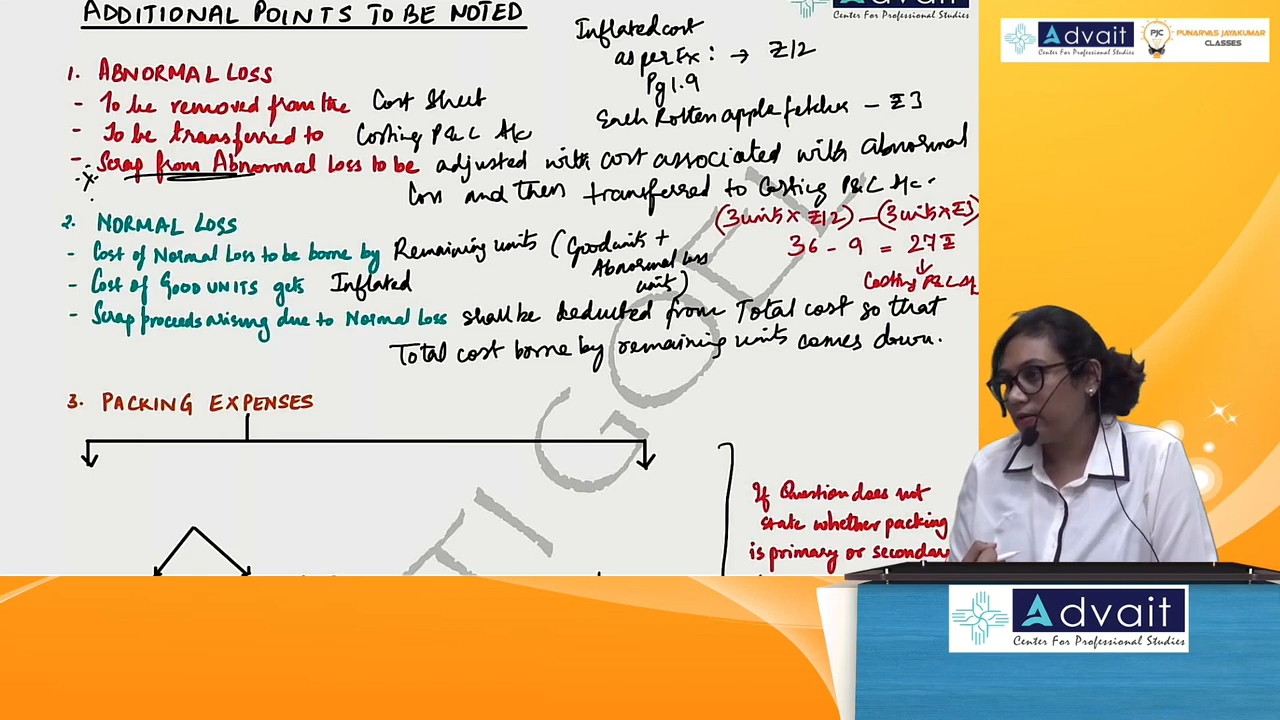 ADDITIONAL POINTS TO BE NOTED
Center For Professional Studies
Inflated cost
as per Ex: → ₹12
Pg 1.9
Each Rotten apple fetches - ₹3
1. ABNORMAL LOSS
- To be removed from the Cost Sheet
- To be transferred to Costing P&L A/c
- Scrap from Abnormal Loss to be adjusted with cost associated with abnormal
loss and then transferred to Costing P&L A/c.
(3 units × ₹12) - (3 units × ₹3)
36 - 9 = 27₹
Costing P&L A/c
2. NORMAL LOSS
- Cost of Normal Loss to be borne by Remaining units (Good units +
Abnormal loss
units)
- Cost of GOOD UNITS gets Inflated
- Scrap proceeds arising due to Normal Loss shall be deducted from Total cost so that
Total cost borne by remaining units comes down.
3. PACKING EXPENSES
If Question does not
state whether packing
is primary or secondary
TI GOEL
Advait
Center For Professional Studies
PJC
PUNARVAS JAYAKUMAR
CLASSES
Advait
Center For Professional Studies